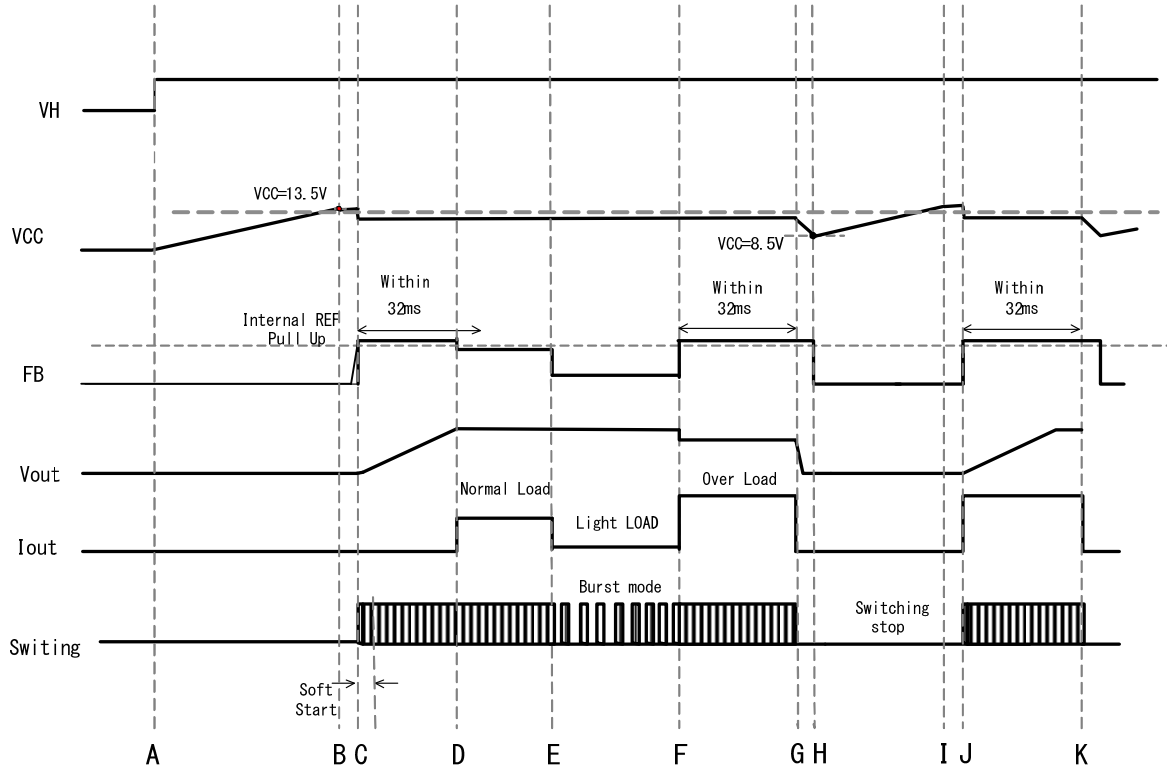 VH
VCC=13.5V
VCC
VCC=8.5V
Within
32ms
Within
32ms
Within
32ms
Internal REF
Pull Up
FB
Vout
Normal Load
Light LOAD
Over Load
Iout
Burst mode
Switching
stop
Switing
Soft
Start
A B C D E F G H I J K